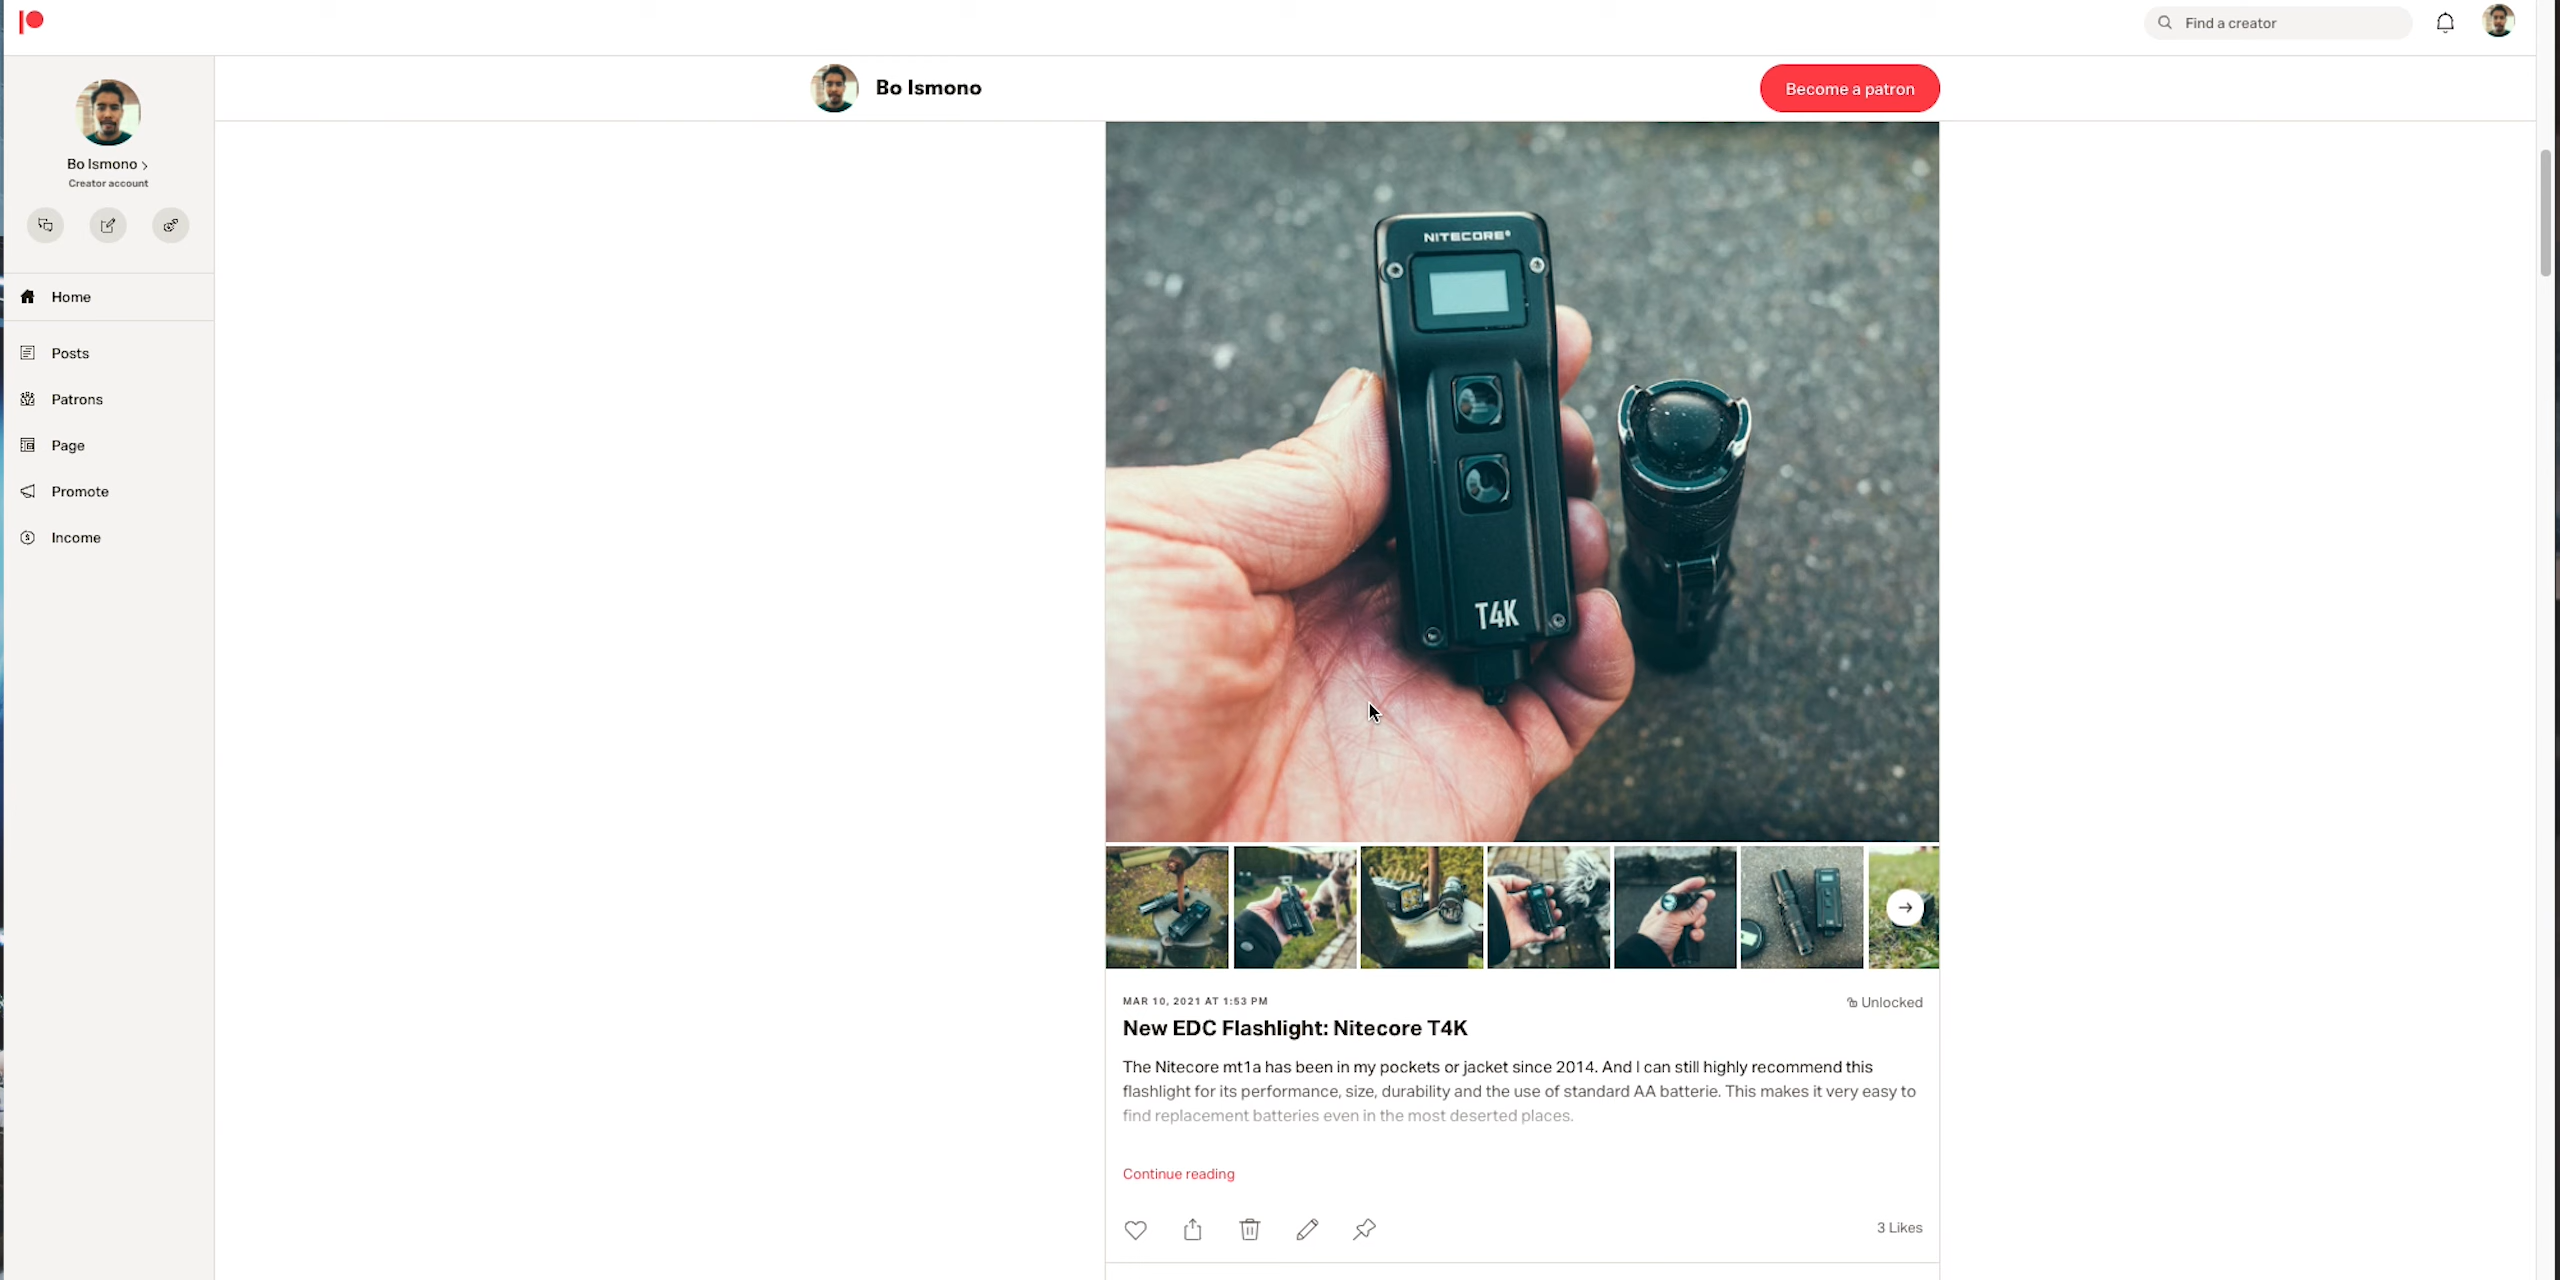 Find a creator
Bo Ismono
Become a patron
Bo Ismono
Creator account
Home
Posts
Patrons
Page
Promote
Income
NITECORE®
T4K
MAR 10, 2021 AT 1:53 PM
Unlocked
New EDC Flashlight: Nitecore T4K
The Nitecore mt1a has been in my pockets or jacket since 2014. And I can still highly recommend this
flashlight for its performance, size, durability and the use of standard AA batterie. This makes it very easy to
find replacement batteries even in the most deserted places.
Continue reading
3 Likes